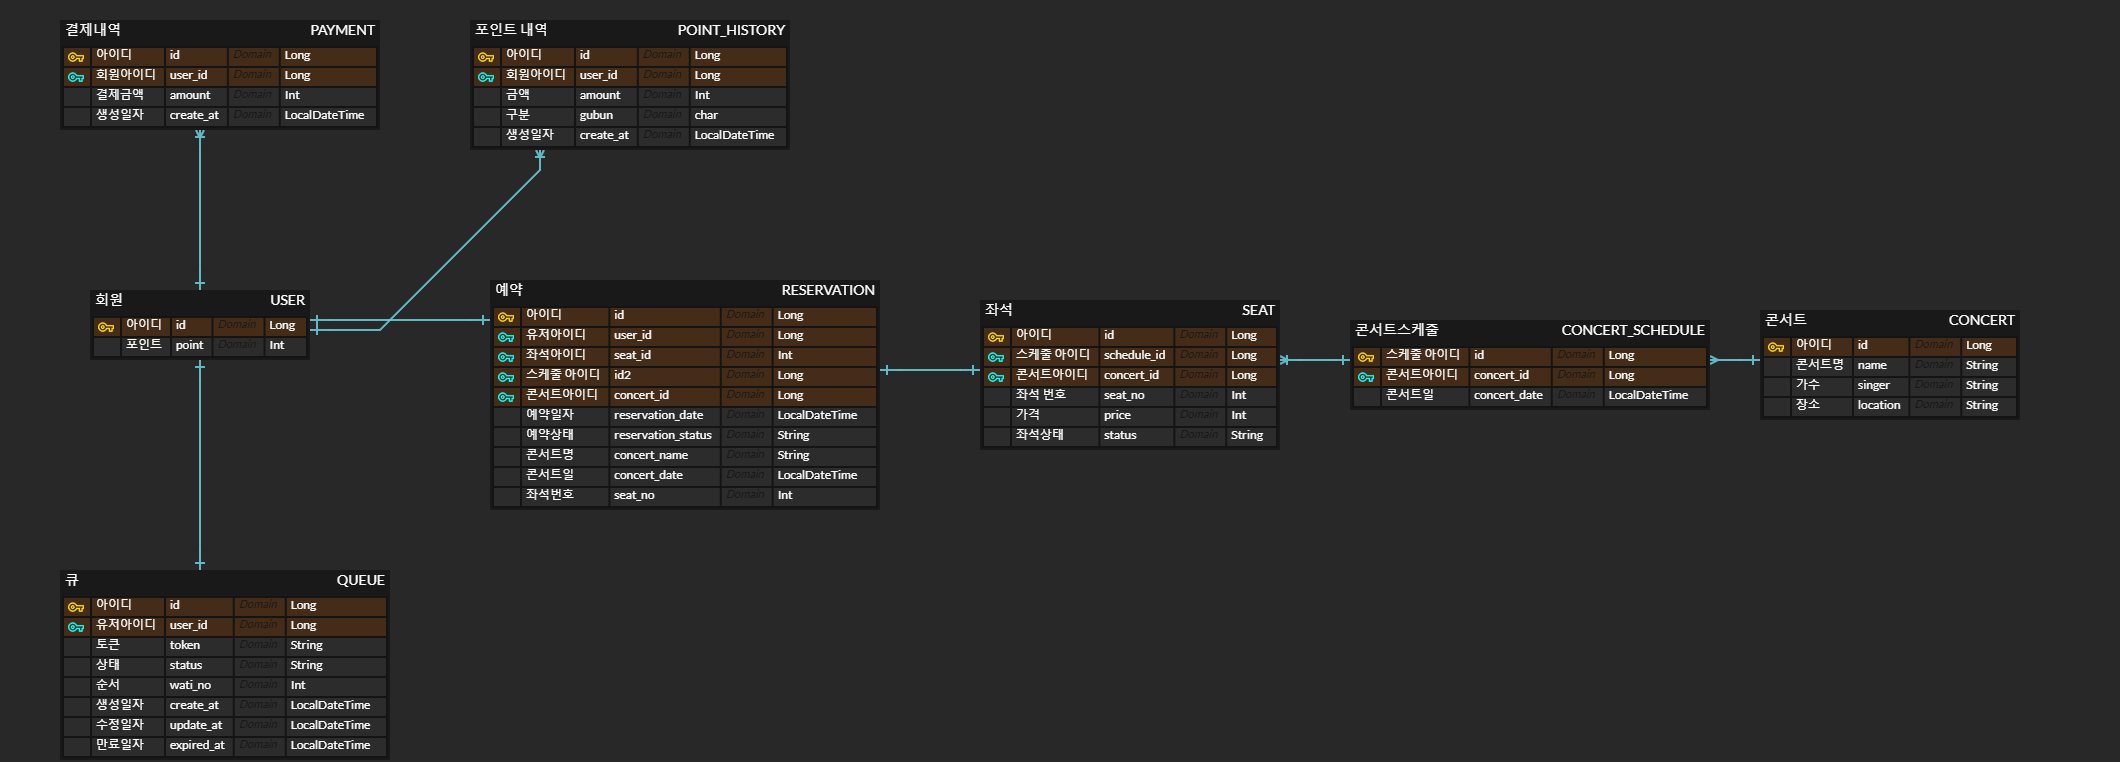 결제내역 PAYMENT
아이디 id Domain Long
회원아이디 user_id Domain Long
결제금액 amount Domain Int
생성일자 create_at Domain LocalDateTime
포인트 내역 POINT_HISTORY
아이디 id Domain Long
회원아이디 user_id Domain Long
금액 amount Domain Int
구분 gubun Domain char
생성일자 create_at Domain LocalDateTime
회원 USER
아이디 id Domain Long
포인트 point Domain Int
예약 RESERVATION
아이디 id Domain Long
유저아이디 user_id Domain Long
좌석아이디 seat_id Domain Int
스케줄 아이디 id2 Domain Long
콘서트아이디 concert_id Domain Long
예약일자 reservation_date Domain LocalDateTime
예약상태 reservation_status Domain String
콘서트명 concert_name Domain String
콘서트일 concert_date Domain LocalDateTime
좌석번호 seat_no Domain Int
좌석 SEAT
아이디 id Domain Long
스케줄 아이디 schedule_id Domain Long
콘서트아이디 concert_id Domain Long
좌석 번호 seat_no Domain Int
가격 price Domain Int
좌석상태 status Domain String
콘서트스케줄 CONCERT_SCHEDULE
스케줄 아이디 id Domain Long
콘서트아이디 concert_id Domain Long
콘서트일 concert_date Domain LocalDateTime
콘서트 CONCERT
아이디 id Domain Long
콘서트명 name Domain String
가수 singer Domain String
장소 location Domain String
큐 QUEUE
아이디 id Domain Long
유저아이디 user_id Domain Long
토큰 token Domain String
상태 status Domain String
순서 wati_no Domain Int
생성일자 create_at Domain LocalDateTime
수정일자 update_at Domain LocalDateTime
만료일자 expired_at Domain LocalDateTime